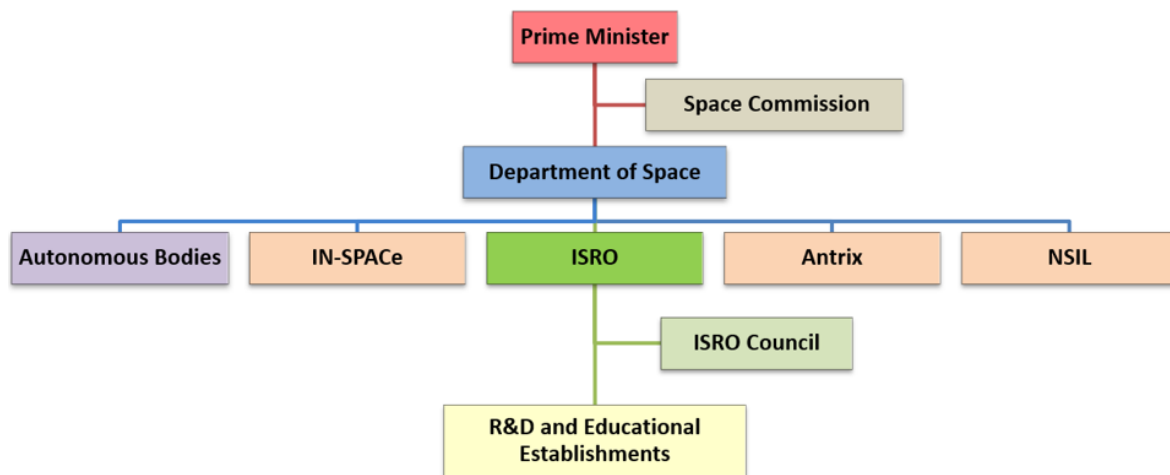 Prime Minister
Space Commission
Department of Space
Autonomous Bodies
IN-SPACe
ISRO
Antrix
NSIL
ISRO Council
R&D and Educational
Establishments